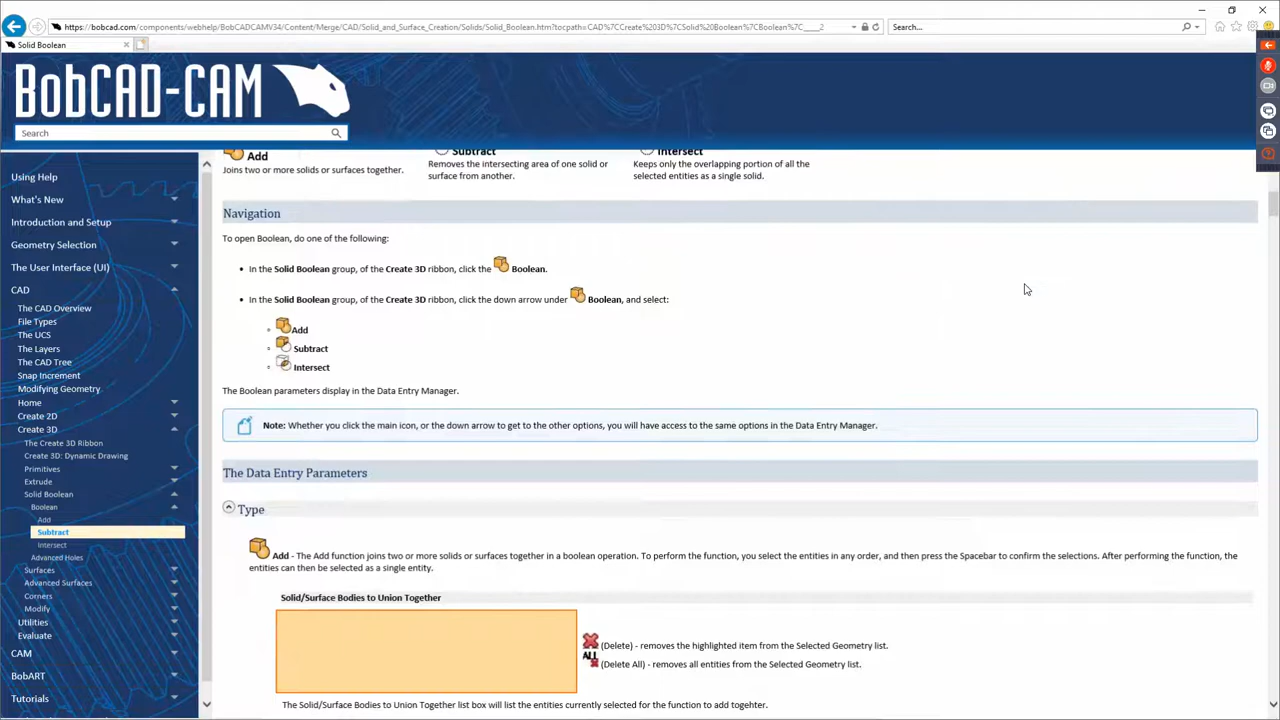 https://bobcad.com/components/webhelp/BobCADCAMV34/Content/Merge/CAD/Solid_and_Surface_Creation/Solids/Solid_Boolean.htm?tocpath=CAD%7CCreate%203D%7CSolid%20Boolean%7CBoolean%7C____2
Search...
Solid Boolean
BobCAD-CAM
Search
Using Help
What's New
Introduction and Setup
Geometry Selection
The User Interface (UI)
CAD
The CAD Overview
File Types
The UCS
The Layers
The CAD Tree
Snap Increment
Modifying Geometry
Home
Create 2D
Create 3D
The Create 3D Ribbon
Create 3D: Dynamic Drawing
Primitives
Extrude
Solid Boolean
Boolean
Add
Subtract
Intersect
Advanced Holes
Surfaces
Advanced Surfaces
Corners
Modify
Utilities
Evaluate
CAM
BobART
Tutorials
Add
Joins two or more solids or surfaces together.
Subtract
Removes the intersecting area of one solid or
surface from another.
Intersect
Keeps only the overlapping portion of all the
selected entities as a single solid.
Navigation
To open Boolean, do one of the following:
• In the Solid Boolean group, of the Create 3D ribbon, click the Boolean.
• In the Solid Boolean group, of the Create 3D ribbon, click the down arrow under Boolean, and select:
Add
Subtract
Intersect
The Boolean parameters display in the Data Entry Manager.
Note: Whether you click the main icon, or the down arrow to get to the other options, you will have access to the same options in the Data Entry Manager.
The Data Entry Parameters
Type
Add - The Add function joins two or more solids or surfaces together in a boolean operation. To perform the function, you select the entities in any order, and then press the Spacebar to confirm the selections. After performing the function, the
entities can then be selected as a single entity.
Solid/Surface Bodies to Union Together
(Delete) - removes the highlighted item from the Selected Geometry list.
ALL
(Delete All) - removes all entities from the Selected Geometry list.
The Solid/Surface Bodies to Union Together list box will list the entities currently selected for the function to add togehter.